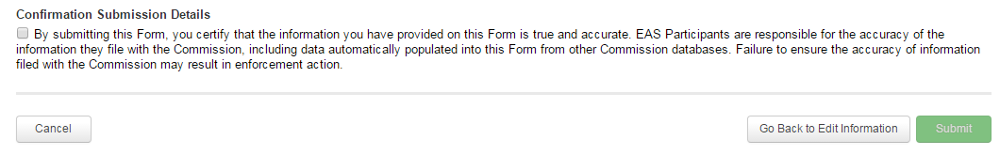 Confirmation Submission Details
By submitting this Form, you certify that the information you have provided on this Form is true and accurate. EAS Participants are responsible for the accuracy of the
information they file with the Commission, including data automatically populated into this Form from other Commission databases. Failure to ensure the accuracy of information
filed with the Commission may result in enforcement action.
Cancel Go Back to Edit Information Submit